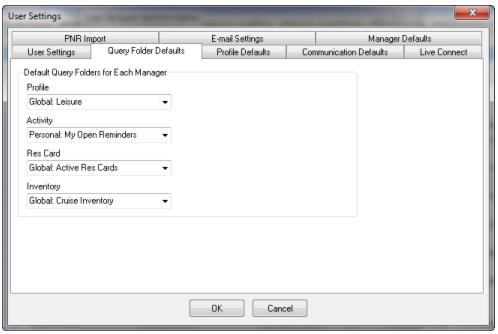 User Settings
PNR Import
E-mail Settings
Manager Defaults
User Settings
Query Folder Defaults
Profile Defaults
Communication Defaults
Live Connect
Default Query Folders for Each Manager
Profile
Global: Leisure
Activity
Personal: My Open Reminders
Res Card
Global: Active Res Cards
Inventory
Global: Cruise Inventory
OK
Cancel